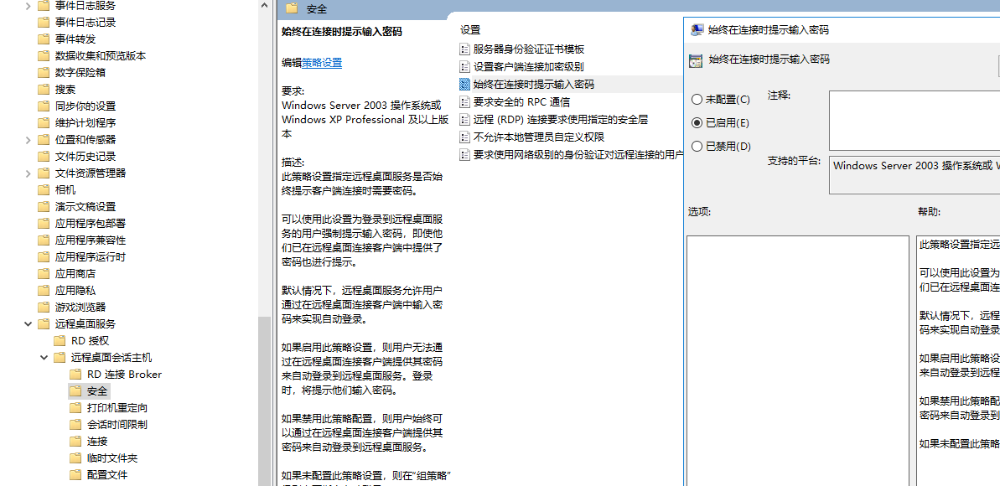 事件日志服务
事件日志记录
事件转发
数据收集和预览版本
数字保险箱
搜索
同步你的设置
维护计划程序
位置和传感器
文件历史记录
文件资源管理器
相机
演示文稿设置
应用程序包部署
应用程序兼容性
应用程序运行时
应用商店
应用隐私
游戏浏览器
远程桌面服务
RD 授权
远程桌面会话主机
RD 连接 Broker
安全
打印机重定向
会话时间限制
连接
临时文件夹
配置文件
安全
始终在连接时提示输入密码
编辑策略设置
要求:
Windows Server 2003 操作系统或
Windows XP Professional 及以上版
本
描述:
此策略设置指定远程桌面服务是否始
终提示客户端连接时需要密码。
可以使用此设置为登录到远程桌面服
务的用户强制提示输入密码，即使他
们已在远程桌面连接客户端中提供了
密码也进行提示。
默认情况下，远程桌面服务允许用户
通过在远程桌面连接客户端中输入密
码来实现自动登录。
如果启用此策略设置，则用户无法通
过在远程桌面连接客户端提供其密码
来自动登录到远程桌面服务。登录
时，将提示他们输入密码。
如果禁用此策略配置，则用户始终可
以通过在远程桌面连接客户端提供其
密码来自动登录到远程桌面服务。
如果未配置此策略设置，则在“组策略”
设置
服务器身份验证证书模板
设置客户端连接加密级别
始终在连接时提示输入密码
要求安全的 RPC 通信
远程 (RDP) 连接要求使用指定的安全层
不允许本地管理员自定义权限
要求使用网络级别的身份验证对远程连接的用户
始终在连接时提示输入密码
始终在连接时提示输入密码
未配置(C)
已启用(E)
已禁用(D)
注释:
支持的平台:
Windows Server 2003 操作系统或 W
选项:
帮助:
此策略设置指定远
可以使用此设置为
们已在远程桌面连
默认情况下，远程
码来实现自动登录
如果启用此策略设
来自动登录到远程
如果禁用此策略配
密码来自动登录到
如果未配置此策略